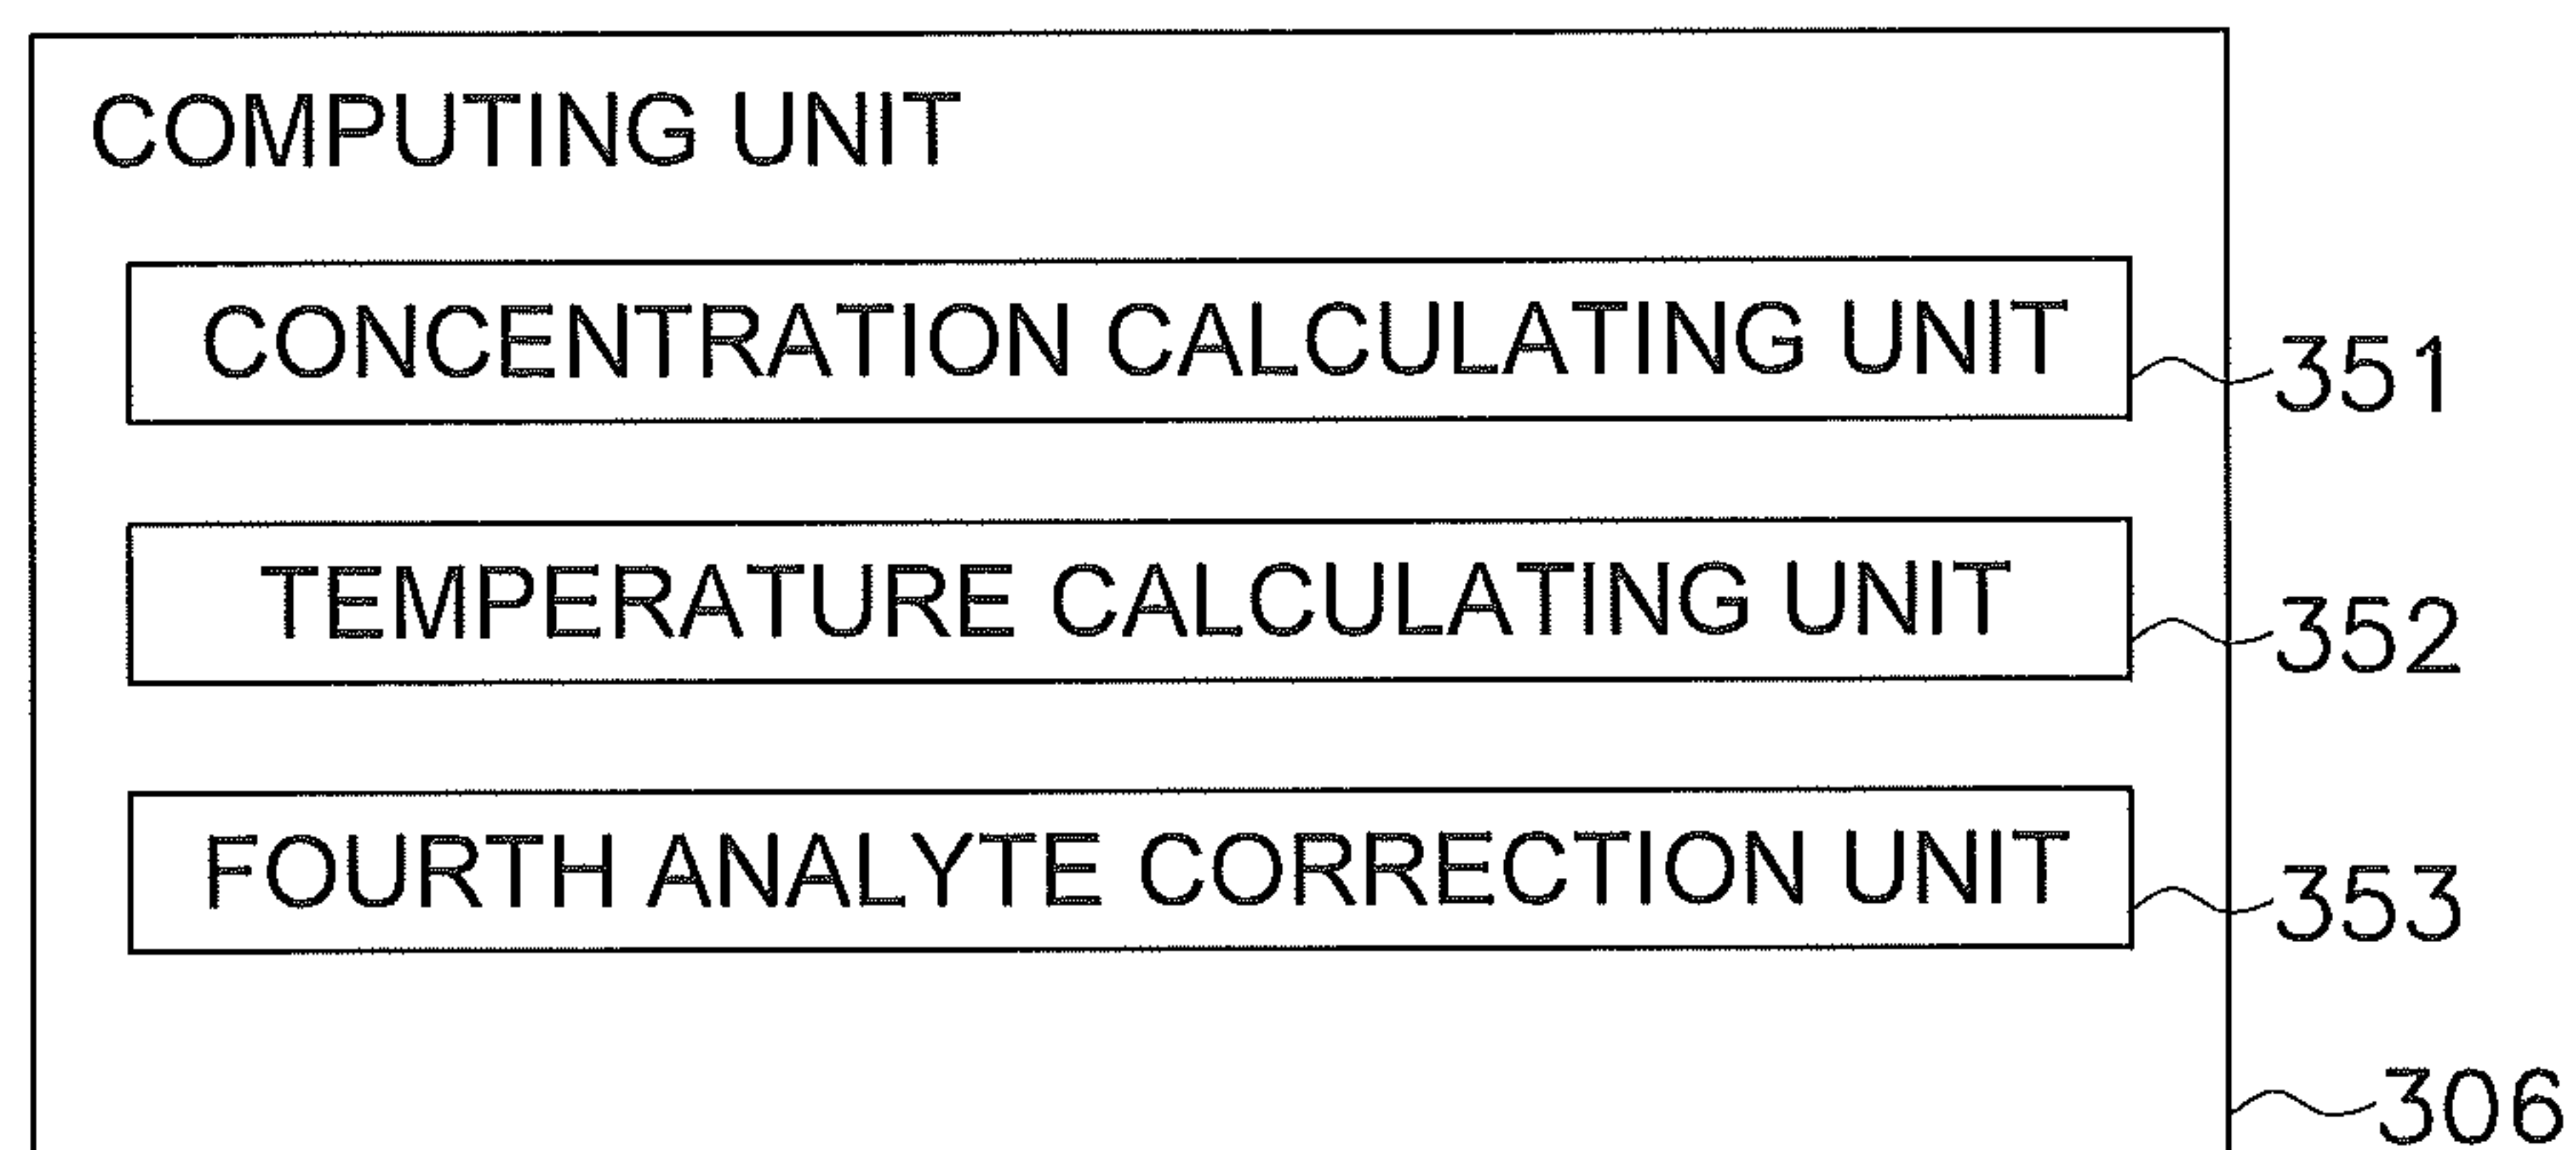 COMPUTING UNIT
CONCENTRATION CALCULATING UNIT
351
TEMPERATURE CALCULATING UNIT
352
FOURTH ANALYTE CORRECTION UNIT
353
306